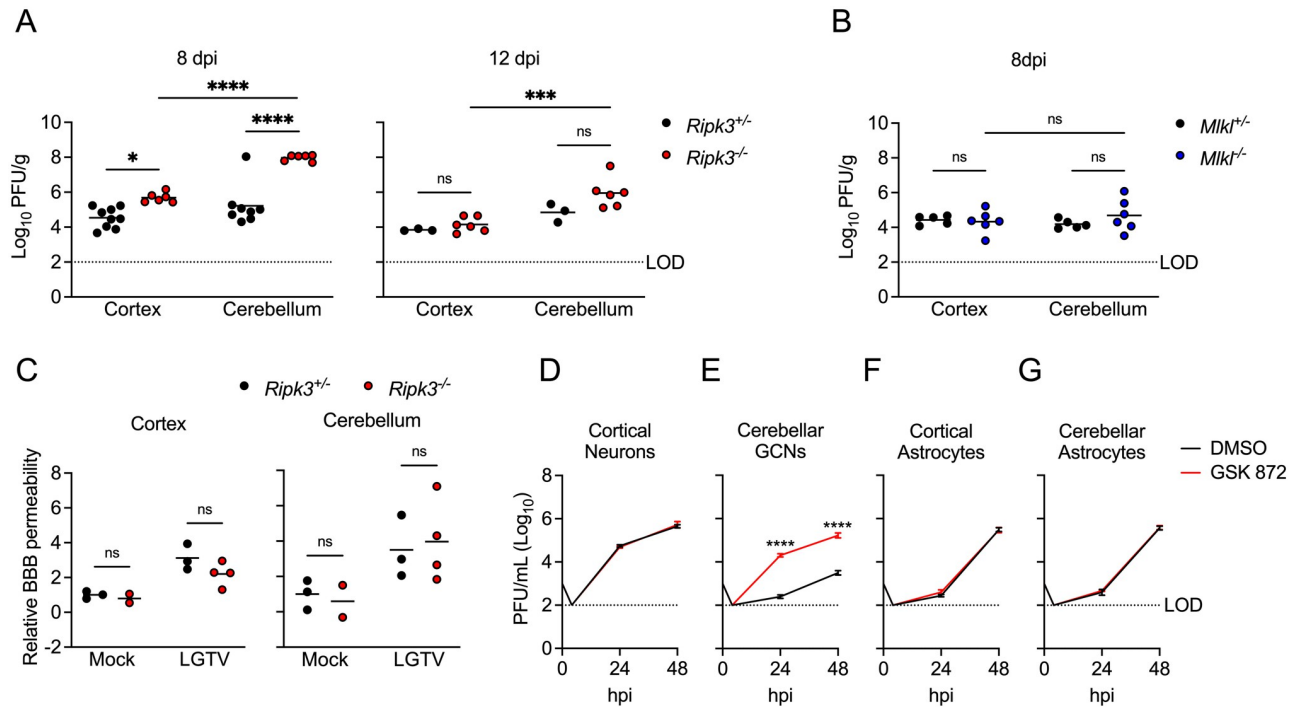 A
8 dpi
12 dpi
****
****
*
***
ns
ns
Log10 PFU/g
10
8
6
4
2
0
LOD
Cortex
Cerebellum
Cortex
Cerebellum
Ripk3+/-
Ripk3-/-
B
8dpi
ns
ns
ns
Log10 PFU/g
10
8
6
4
2
0
LOD
Cortex
Cerebellum
Mlkl+/-
Mlkl-/-
C
Ripk3+/-
Ripk3-/-
Cortex
Cerebellum
Relative BBB permeability
8
6
4
2
0
-2
ns
ns
ns
ns
Mock
LGTV
Mock
LGTV
D
Cortical
Neurons
PFU/mL (Log10)
8
6
4
2
0
0
24
48
hpi
E
Cerebellar
GCNs
****
****
0
24
48
hpi
F
Cortical
Astrocytes
0
24
48
hpi
G
Cerebellar
Astrocytes
LOD
0
24
48
hpi
DMSO
GSK 872